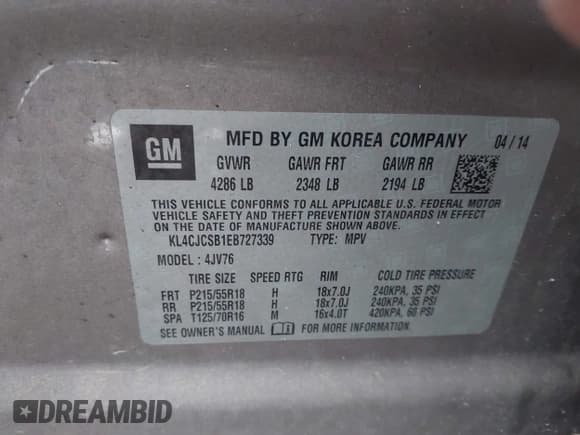 GM
MFD BY GM KOREA COMPANY 04 / 14
GVWR GAWR FRT GAWR RR
4286 LB 2348 LB 2194 LB
THIS VEHICLE CONFORMS TO ALL APPLICABLE U.S. FEDERAL MOTOR
VEHICLE SAFETY AND THEFT PREVENTION STANDARDS IN EFFECT
ON THE DATE OF MANUFACTURE SHOWN ABOVE.
KL4CJCSB1EB727339 TYPE: MPV
MODEL : 4JV76
TIRE SIZE SPEED RTG RIM COLD TIRE PRESSURE
FRT P215/55R18 H 18x7.0J 240KPA, 35 PSI
RR P215/55R18 H 18x7.0J 240KPA, 35 PSI
SPA T125/70R16 M 16x4.0T 420KPA, 60 PSI
SEE OWNER'S MANUAL FOR MORE INFORMATION
DREAMBID